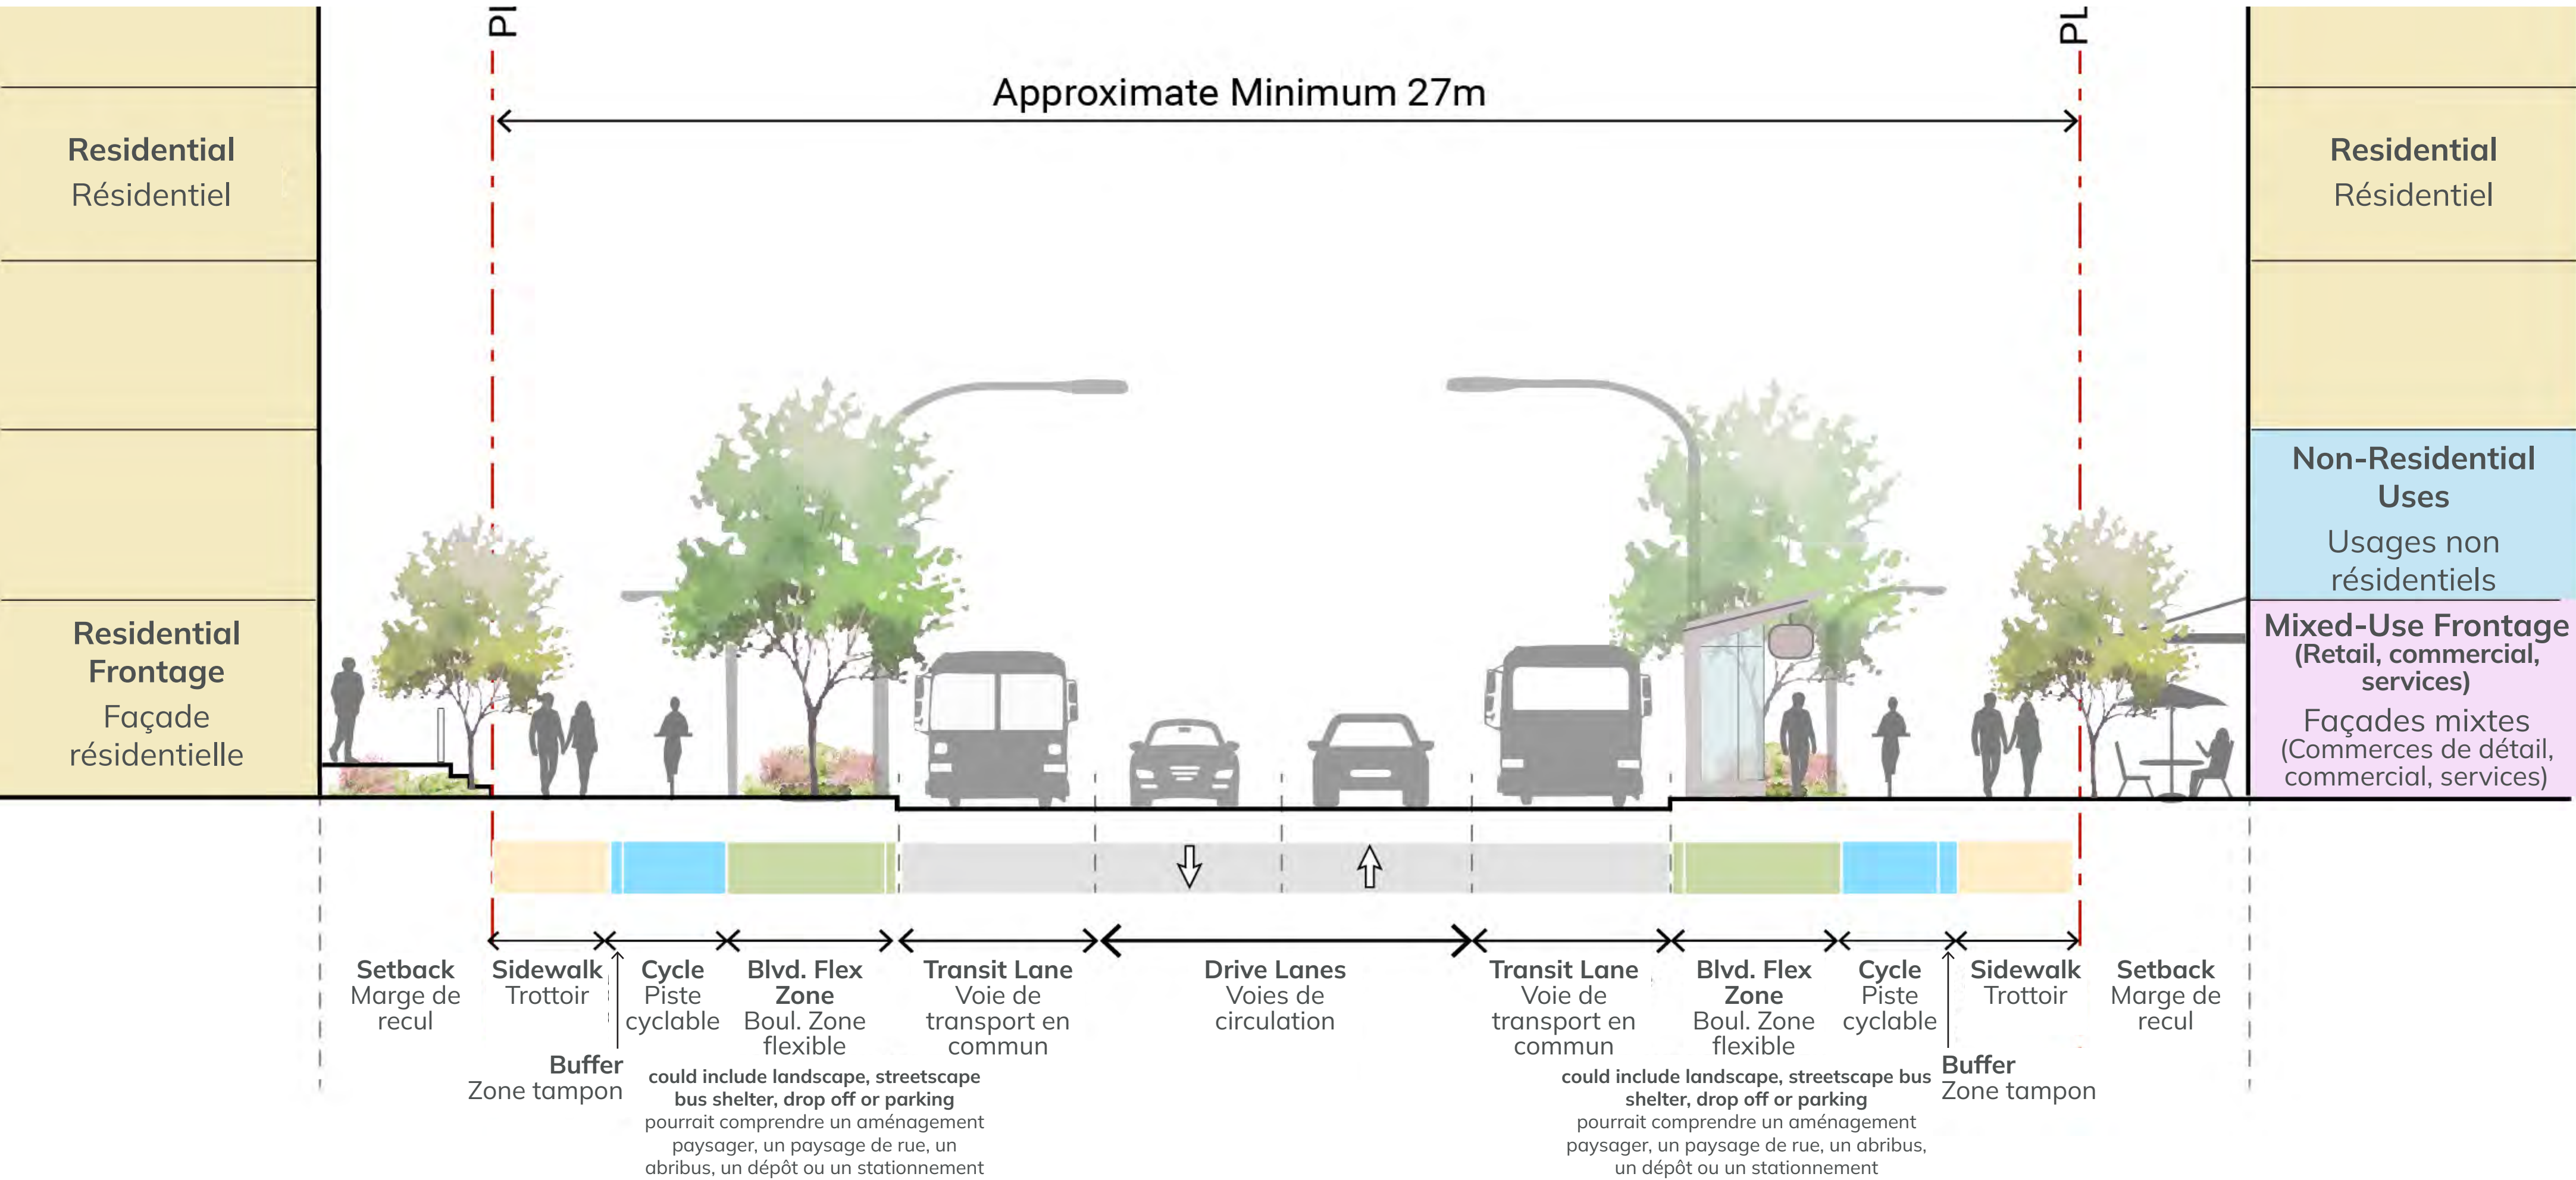 PL
PL
Approximate Minimum 27m
Residential
Résidentiel
Residential
Frontage
Façade
résidentielle
Residential
Résidentiel
Non-Residential
Uses
Usages non
résidentiels
Mixed-Use Frontage
(Retail, commercial,
services)
Façades mixtes
(Commerces de détail,
commercial, services)
Setback
Marge de
recul
Sidewalk
Trottoir
Buffer
Zone tampon
Cycle
Piste
cyclable
Blvd. Flex
Zone
Boul. Zone
flexible
could include landscape, streetscape
bus shelter, drop off or parking
pourrait comprendre un aménagement
paysager, un paysage de rue, un
abribus, un dépôt ou un stationnement
Transit Lane
Voie de
transport en
commun
Drive Lanes
Voies de
circulation
Transit Lane
Voie de
transport en
commun
Blvd. Flex
Zone
Boul. Zone
flexible
could include landscape, streetscape bus
shelter, drop off or parking
pourrait comprendre un aménagement
paysager, un paysage de rue, un abribus,
un dépôt ou un stationnement
Cycle
Piste
cyclable
Buffer
Zone tampon
Sidewalk
Trottoir
Setback
Marge de
recul